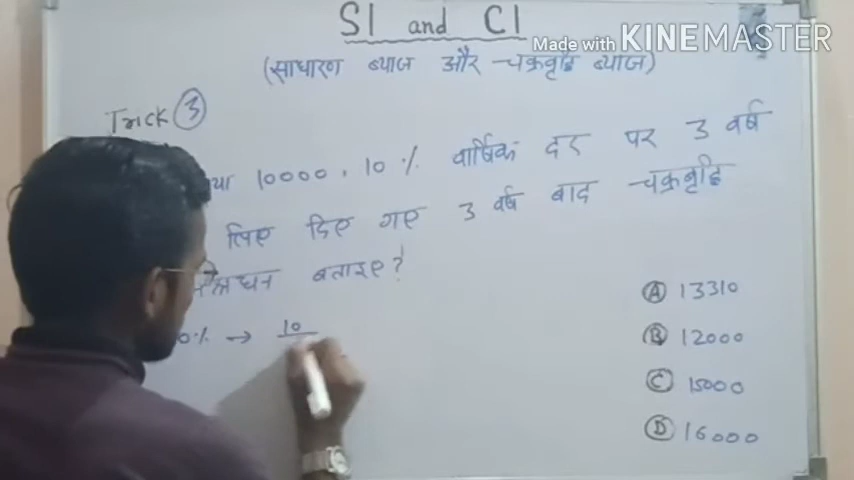 SI and CI
Made with KINEMASTER
(साधारण ब्याज और चक्रवृद्धि ब्याज)
Trick 3
10000, 10% वार्षिक दर पर 3 वर्ष
लिए दिए गए 3 वर्ष बाद चक्रवृद्धि
बताइए?
A 13310
0% → 10
B 12000
C 15000
D 16000